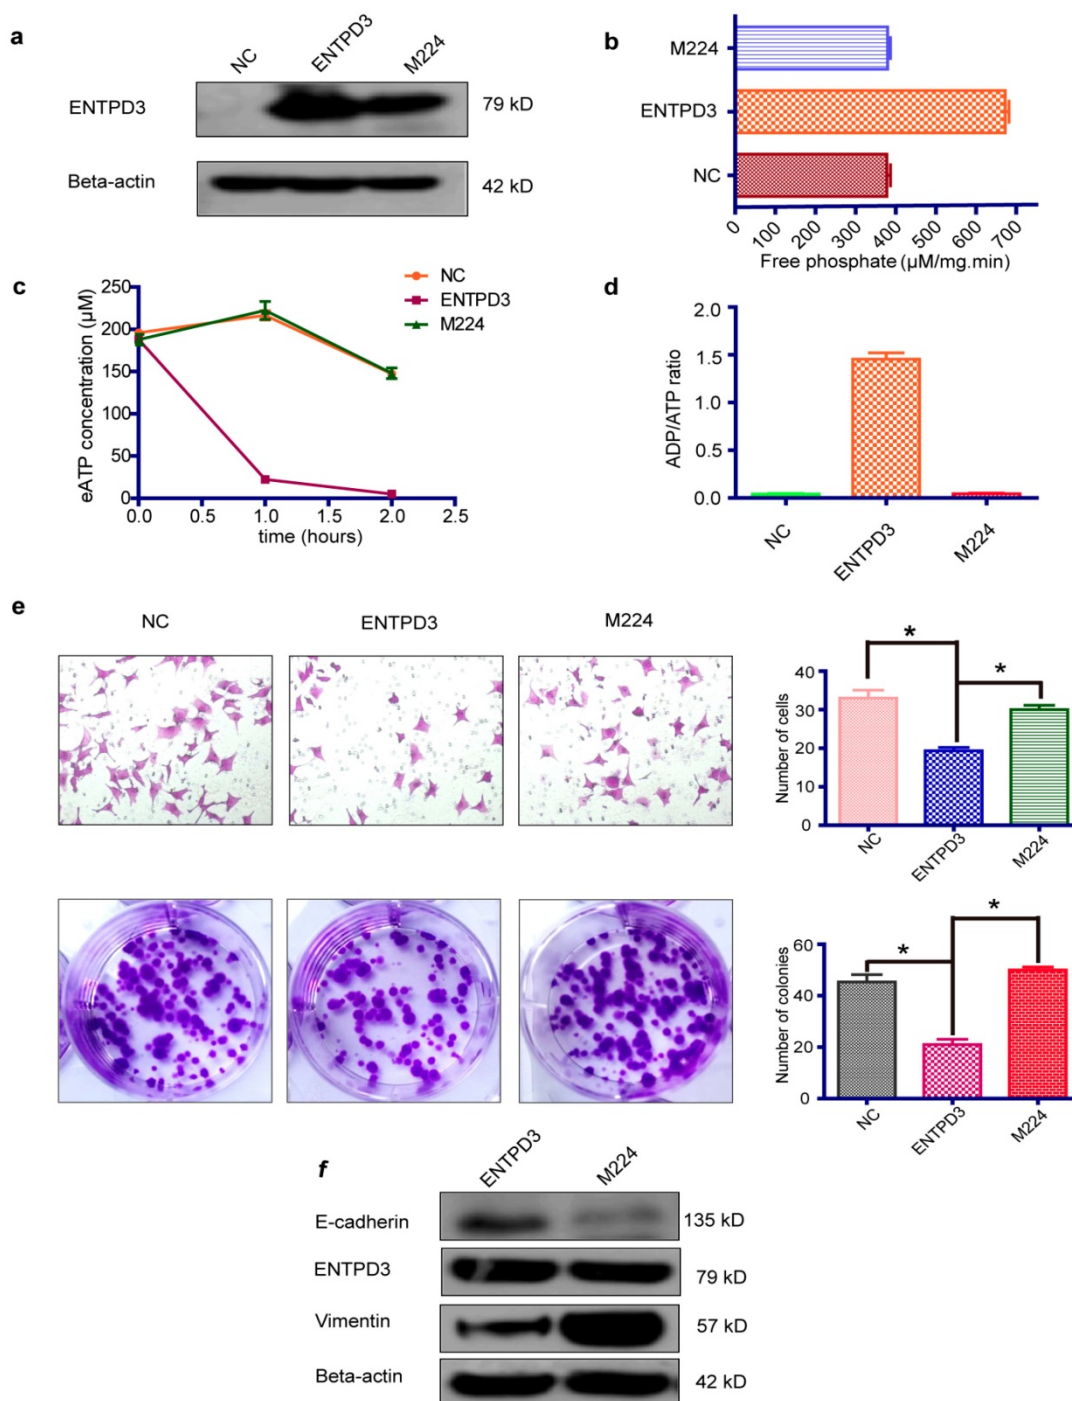 a
NC
ENTPD3
M224
ENTPD3
79 kD
Beta-actin
42 kD
b
M224
ENTPD3
NC
0
100
200
300
400
500
600
700
Free phosphate (µM/mg.min)
c
NC
ENTPD3
M224
eATP concentration (µM)
250
200
150
100
50
0
0.0
0.5
1.0
1.5
2.0
2.5
time (hours)
d
ADP/ATP ratio
2.0
1.5
1.0
0.5
0.0
NC
ENTPD3
M224
e
NC
ENTPD3
M224
*
*
Number of cells
40
30
20
10
0
NC
ENTPD3
M224
*
*
Number of colonies
60
40
20
0
NC
ENTPD3
M224
f
ENTPD3
M224
E-cadherin
135 kD
ENTPD3
79 kD
Vimentin
57 kD
Beta-actin
42 kD